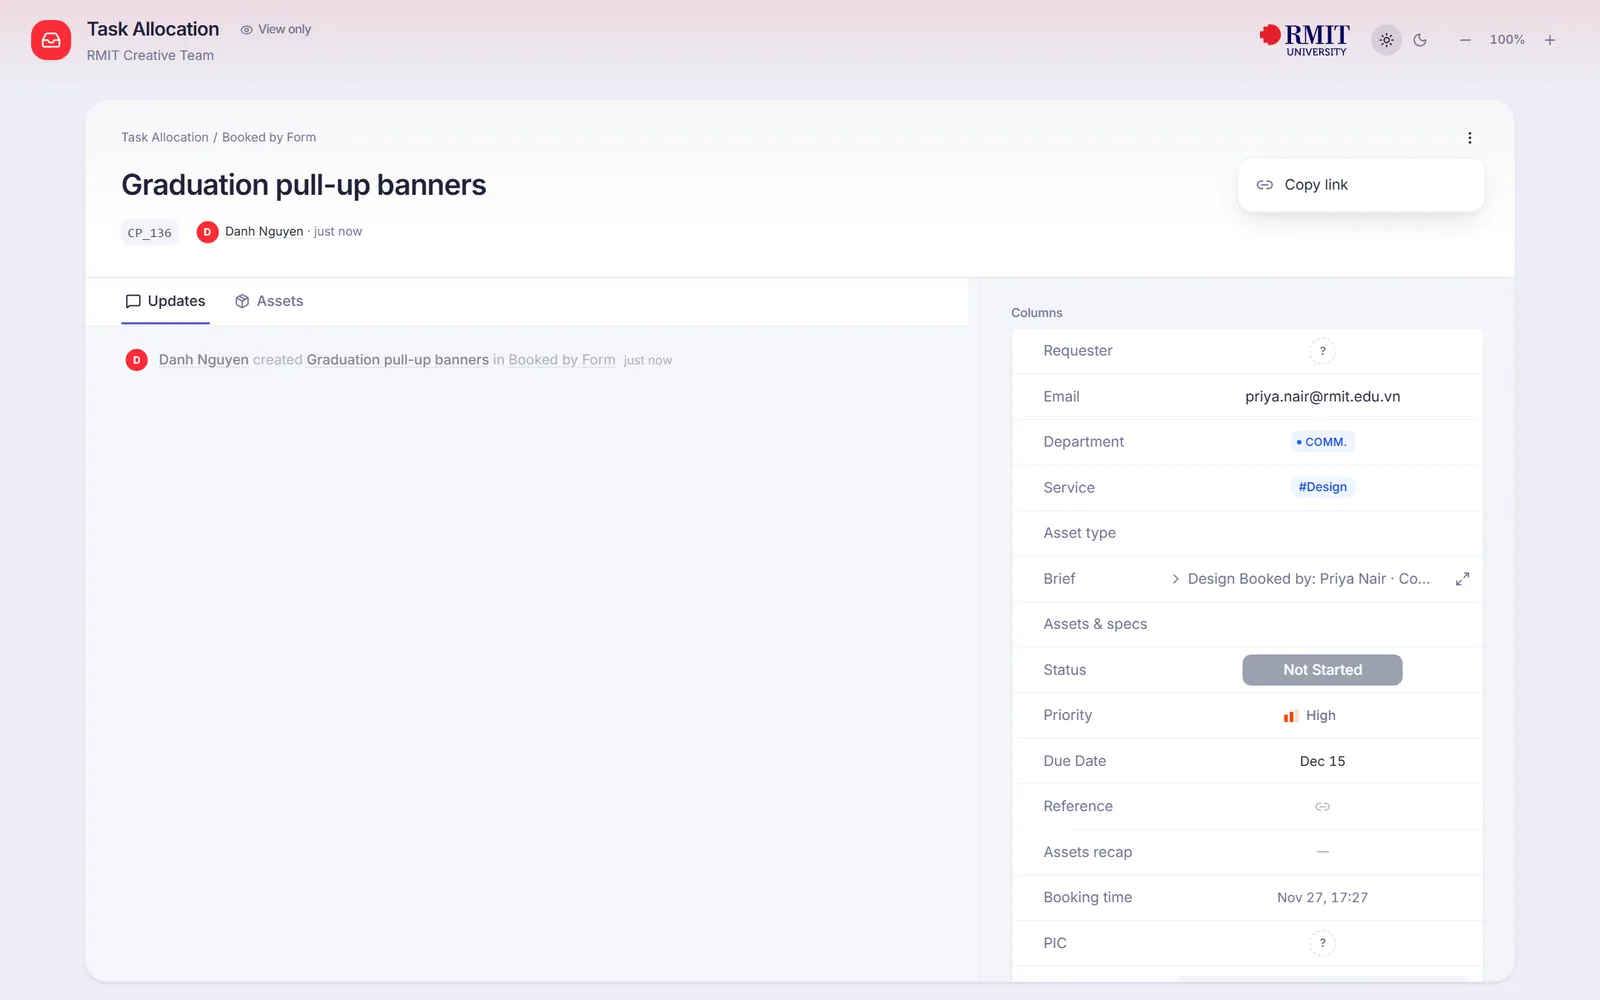 Task Allocation
View only
RMIT Creative Team
RMIT
UNIVERSITY
100%
Task Allocation / Booked by Form
Graduation pull-up banners
Copy link
CP_136
D
Danh Nguyen · just now
Updates
Assets
D
Danh Nguyen created Graduation pull-up banners in Booked by Form just now
Columns
Requester
?
Email
priya.nair@rmit.edu.vn
Department
COMM.
Service
#Design
Asset type
Brief
Design Booked by: Priya Nair · Co...
Assets & specs
Status
Not Started
Priority
High
Due Date
Dec 15
Reference
Assets recap
—
Booking time
Nov 27, 17:27
PIC
?